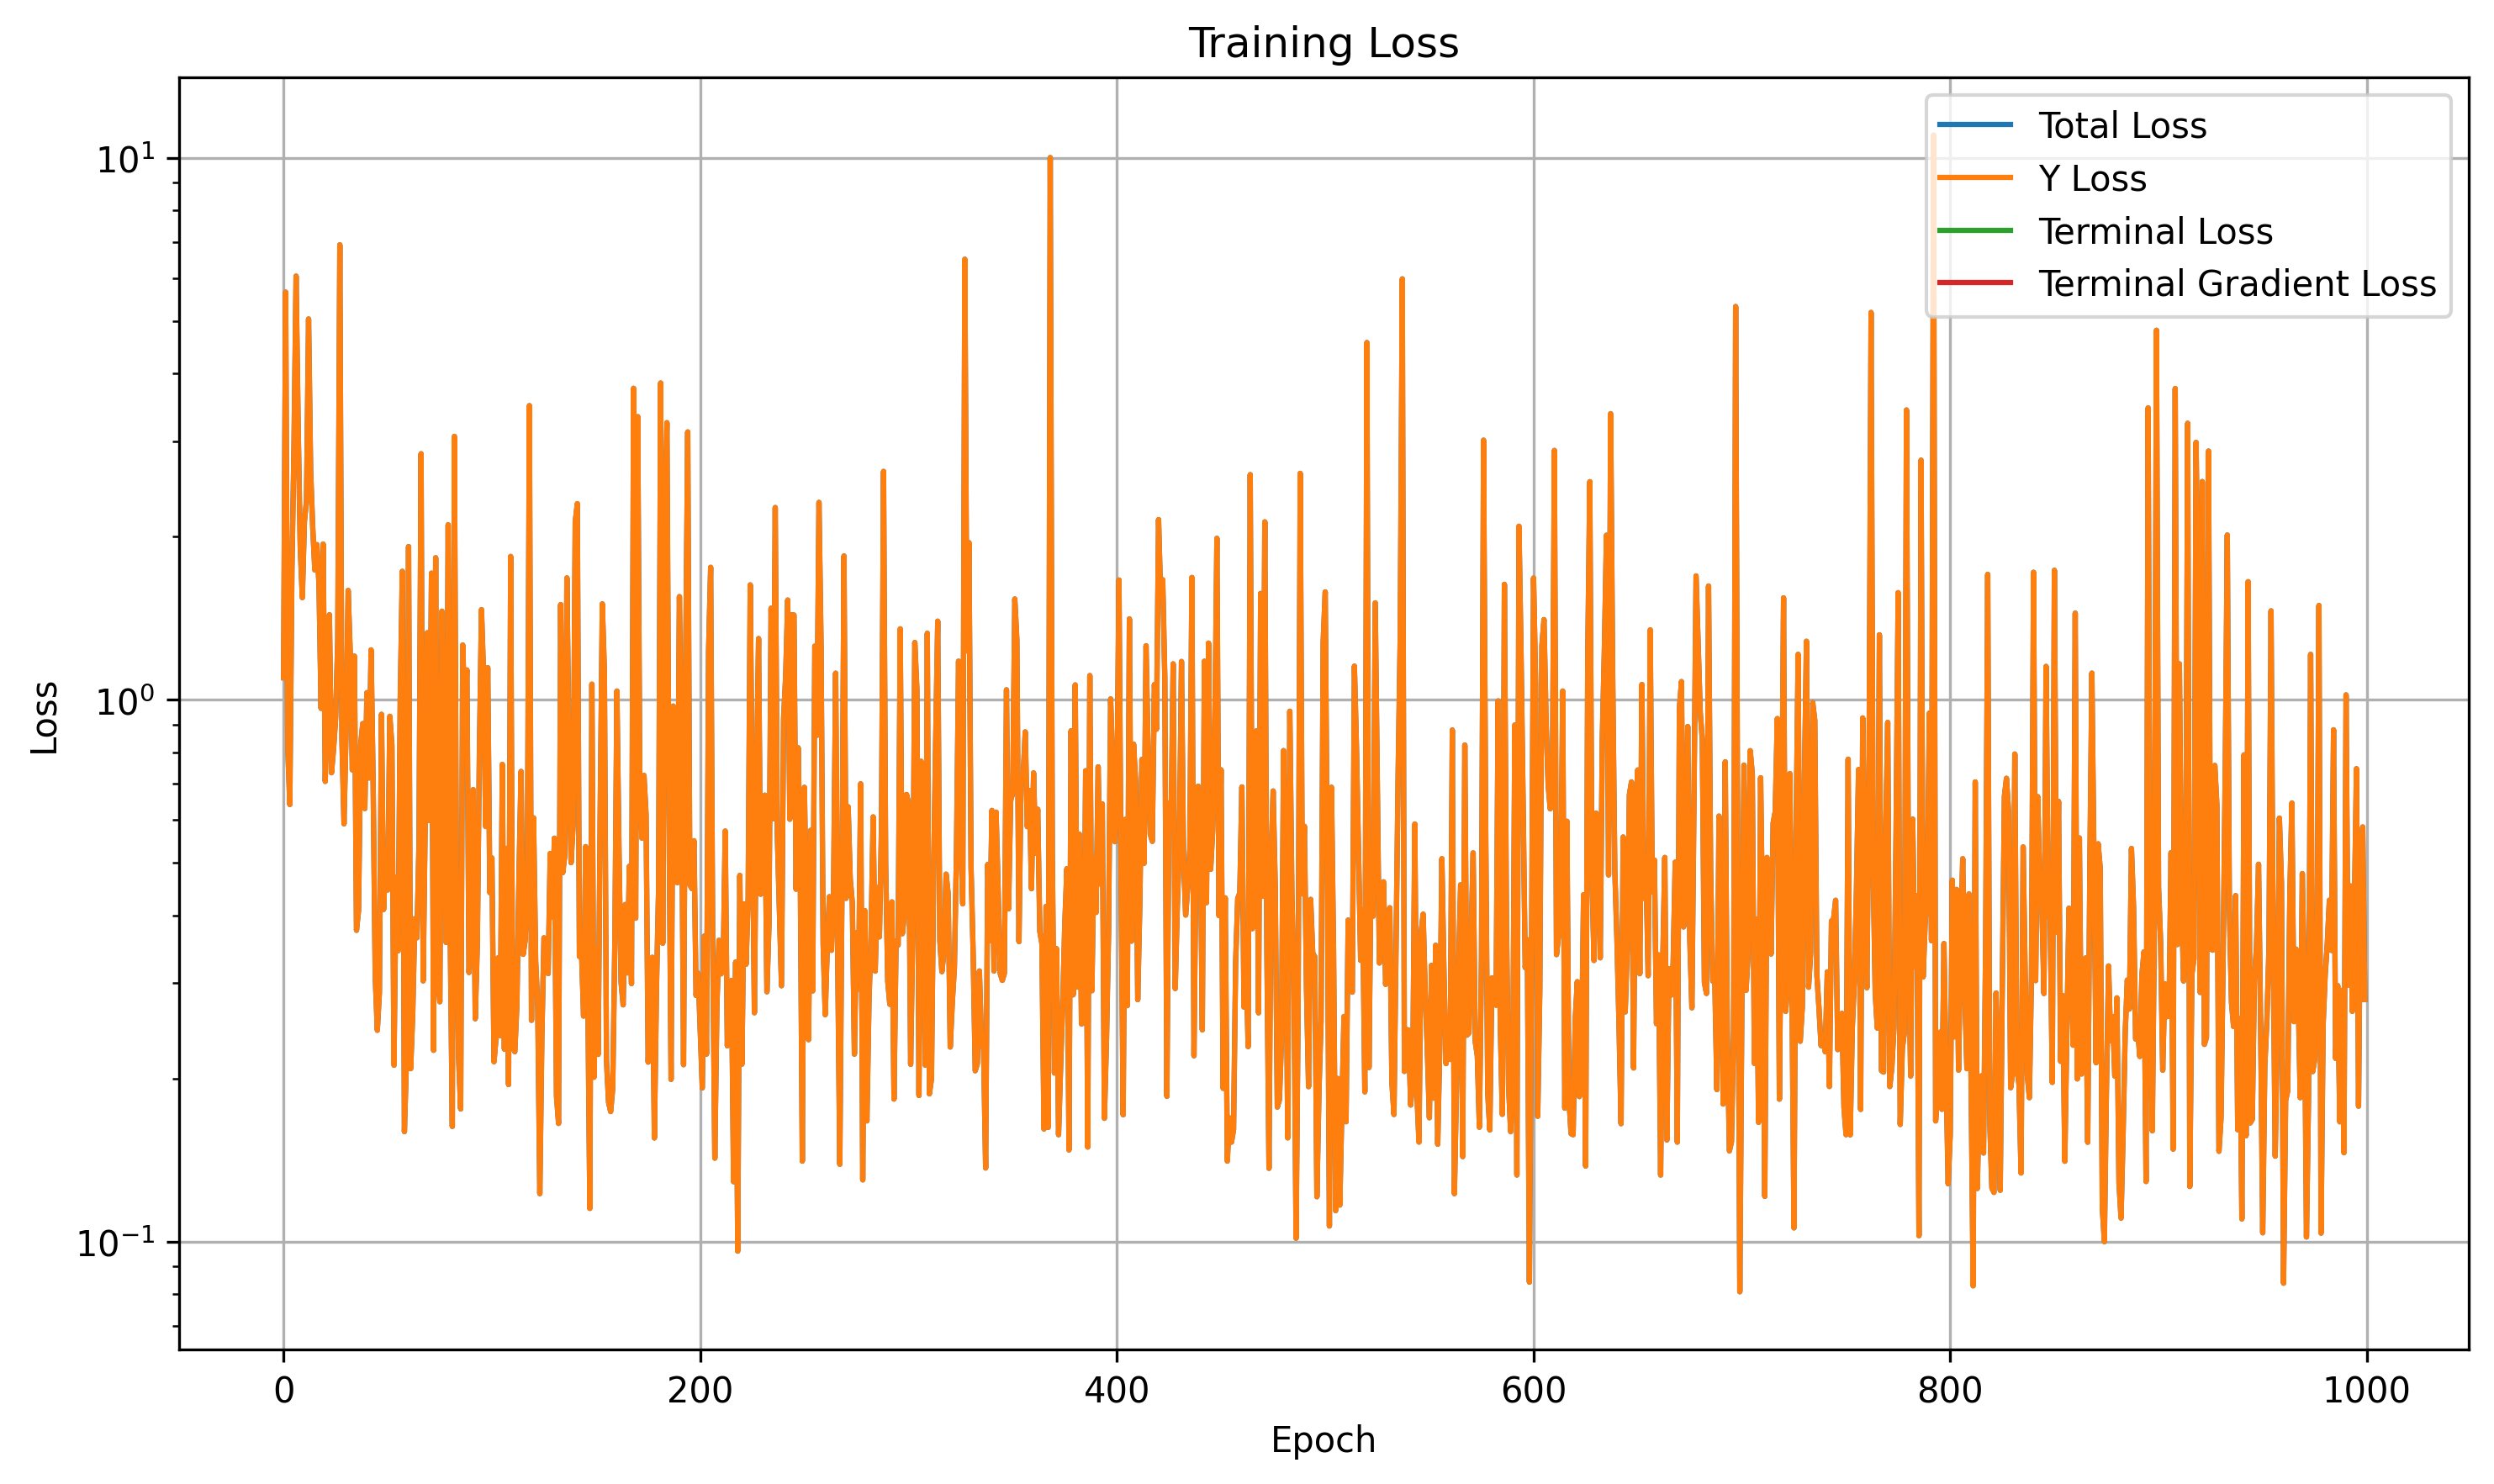 Training Loss
Total Loss
Y Loss
Terminal Loss
Terminal Gradient Loss
Loss
10¹
10⁰
10⁻¹
0 200 400 600 800 1000
Epoch